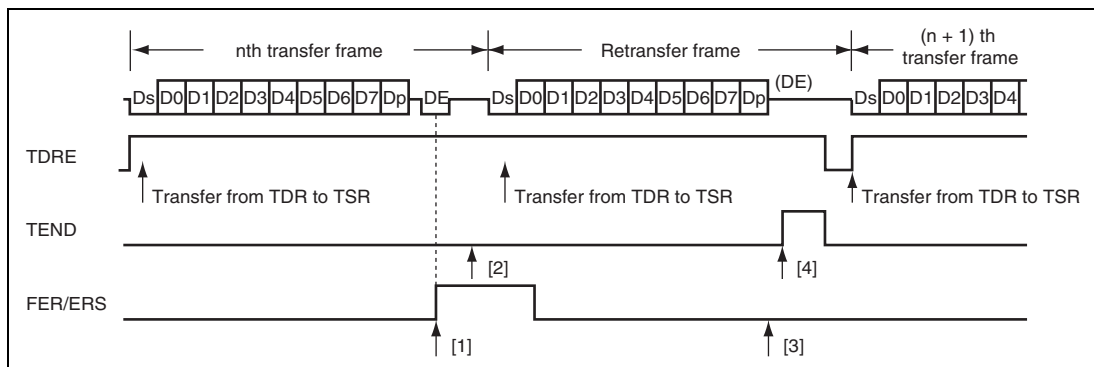 nth transfer frame
Retransfer frame
(n + 1) th
transfer frame
Ds D0 D1 D2 D3 D4 D5 D6 D7 Dp DE
Ds D0 D1 D2 D3 D4 D5 D6 D7 Dp (DE)
Ds D0 D1 D2 D3 D4
TDRE
Transfer from TDR to TSR
Transfer from TDR to TSR
Transfer from TDR to TSR
TEND
[2]
[4]
FER/ERS
[1]
[3]